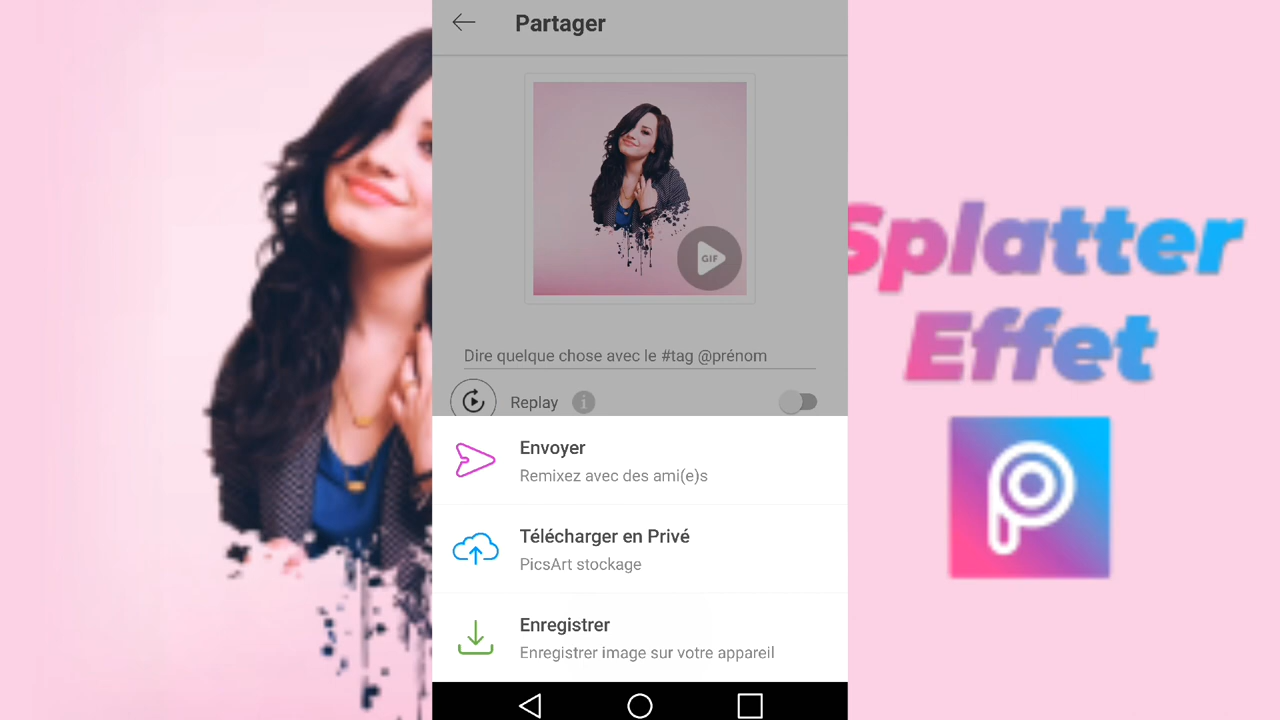 Partager
GIF
Dire quelque chose avec le #tag @prénom
Replay
Envoyer
Remixez avec des ami(e)s
Télécharger en Privé
PicsArt stockage
Enregistrer
Enregistrer image sur votre appareil
Splatter
Effet